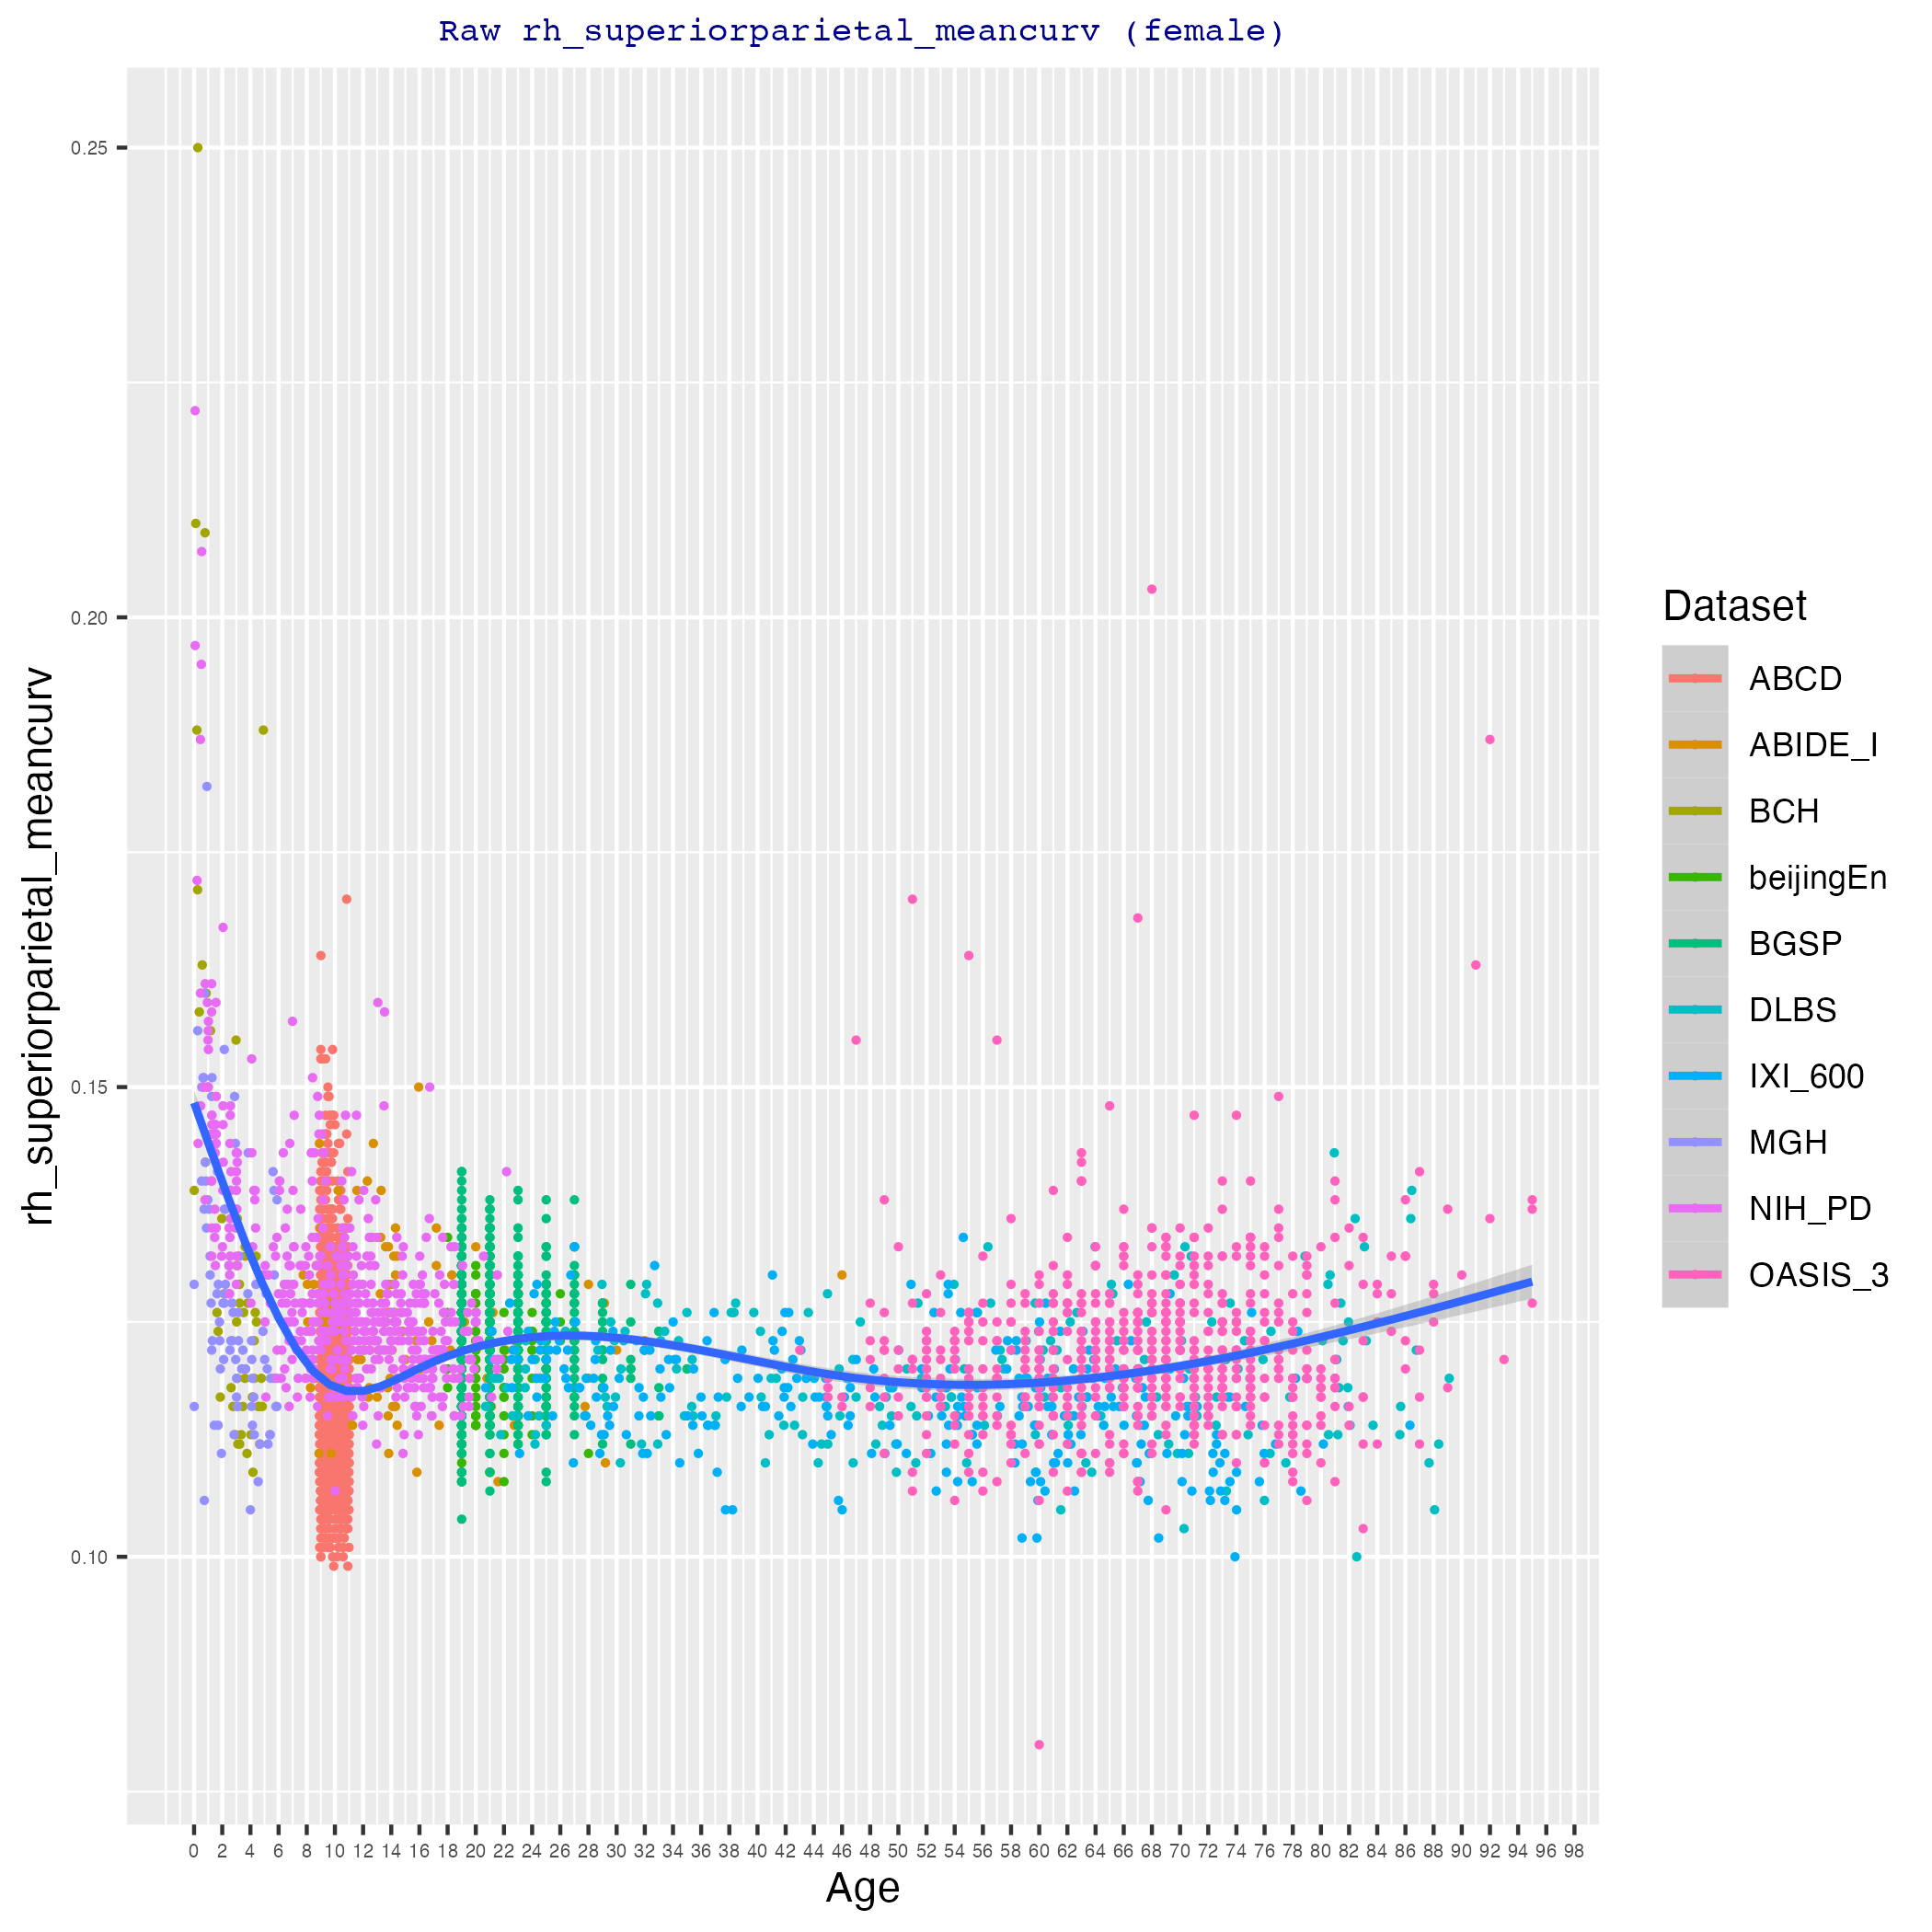 Raw rh_superiorparietal_meancurv (female)
rh_superiorparietal_meancurv
0.25
0.20
0.15
0.10
0 2 4 6 8 10 12 14 16 18 20 22 24 26 28 30 32 34 36 38 40 42 44 46 48 50 52 54 56 58 60 62 64 66 68 70 72 74 76 78 80 82 84 86 88 90 92 94 96 98
Age
Dataset
ABCD
ABIDE_I
BCH
beijingEn
BGSP
DLBS
IXI_600
MGH
NIH_PD
OASIS_3